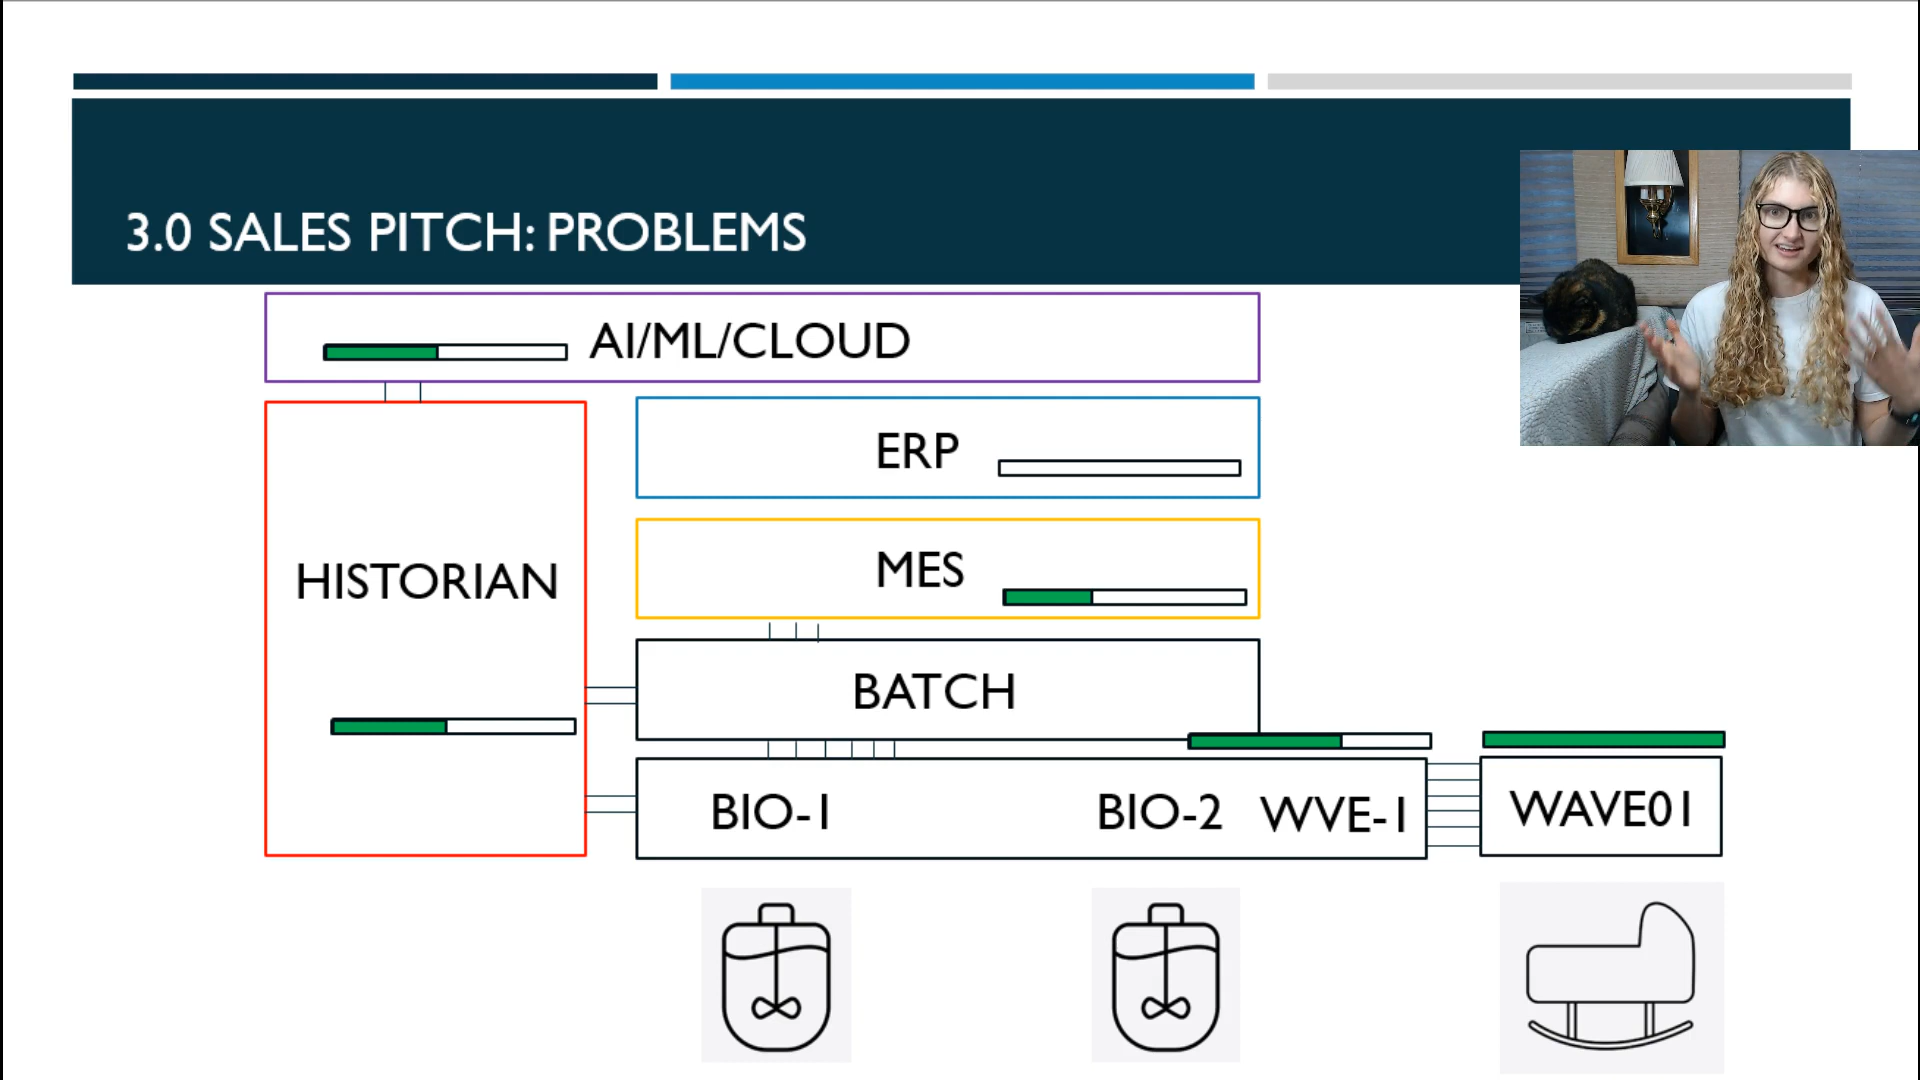 3.0 SALES PITCH: PROBLEMS
AI/ML/CLOUD
ERP
HISTORIAN
MES
BATCH
BIO-1
BIO-2
WVE-1
WAVE01